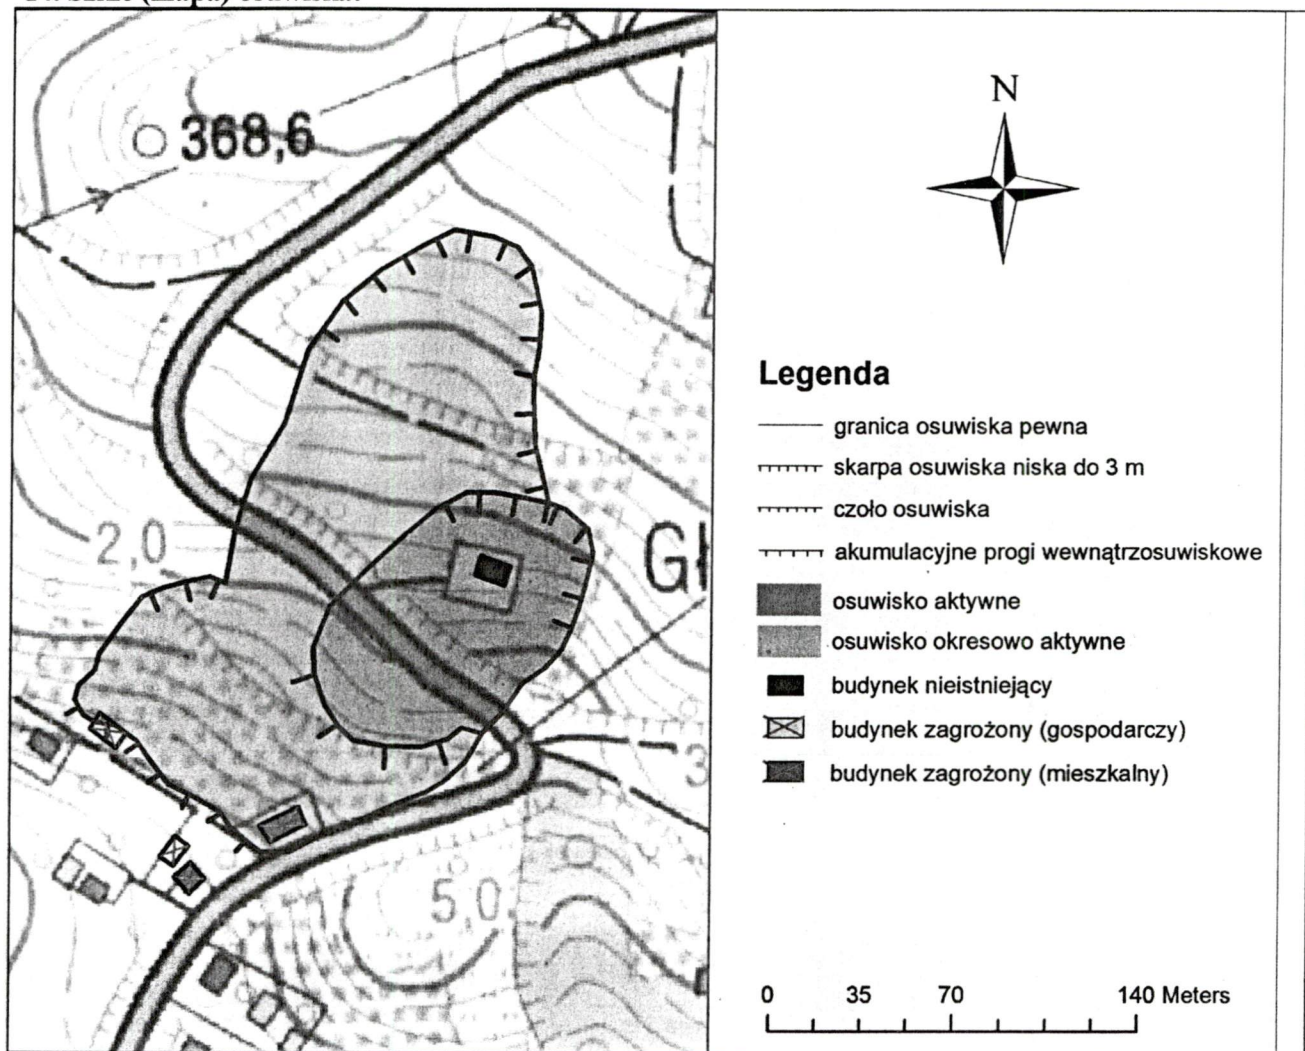 368,6
2,0
Gł
3
5,0
N
Legenda
granica osuwiska pewna
skarpa osuwiska niska do 3 m
czoło osuwiska
akumulacyjne progi wewnątrzosuwiskowe
osuwisko aktywne
osuwisko okresowo aktywne
budynek nieistniejący
budynek zagrożony (gospodarczy)
budynek zagrożony (mieszkalny)
0 35 70 140 Meters